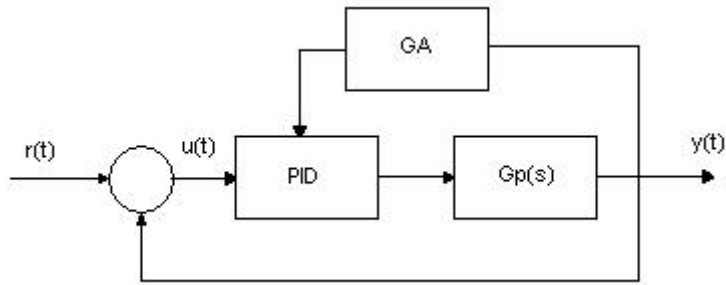 GA
r(t)
u(t)
PID
Gp(s)
y(t)